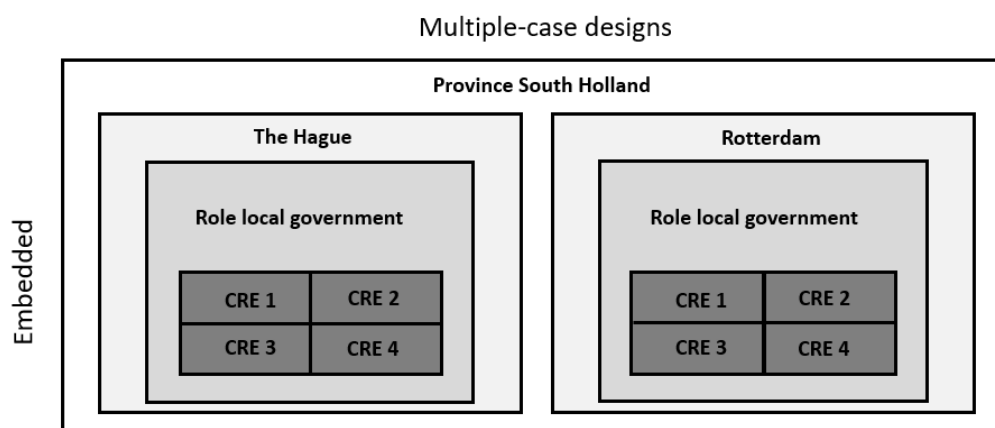 Multiple-case designs
Province South Holland
The Hague
Rotterdam
Role local government
Role local government
Embedded
CRE 1
CRE 2
CRE 3
CRE 4
CRE 1
CRE 2
CRE 3
CRE 4